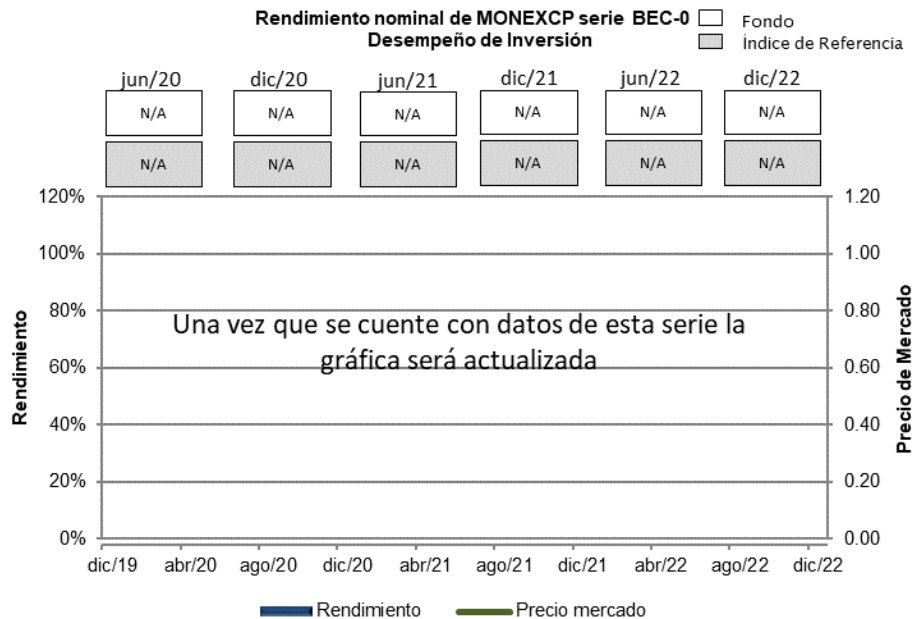 Rendimiento nominal de MONEXCP serie BEC-0
Desempeño de Inversión
Fondo
Índice de Referencia
jun/20 dic/20 jun/21 dic/21 jun/22 dic/22
N/A N/A N/A N/A N/A N/A
N/A N/A N/A N/A N/A N/A
120% 1.20
100% 1.00
80% 0.80
Una vez que se cuente con datos de esta serie la
gráfica será actualizada
60% 0.60
40% 0.40
20% 0.20
0% 0.00
Rendimiento
Precio de Mercado
dic/19 abr/20 ago/20 dic/20 abr/21 ago/21 dic/21 abr/22 ago/22 dic/22
Rendimiento Precio mercado